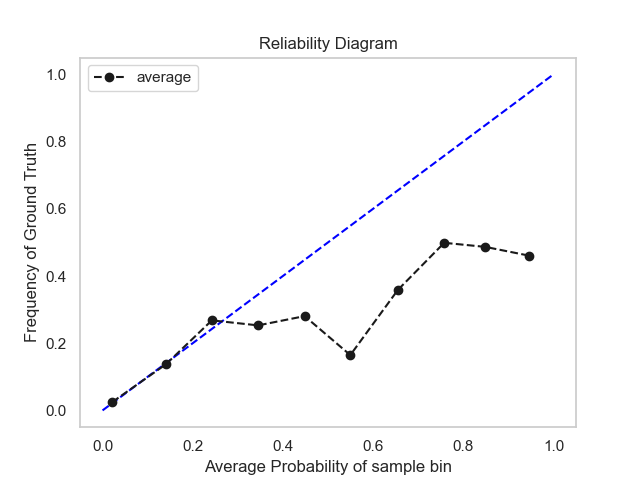 Reliability Diagram
average
1.0
0.8
0.6
0.4
0.2
0.0
Frequency of Ground Truth
0.0 0.2 0.4 0.6 0.8 1.0
Average Probability of sample bin